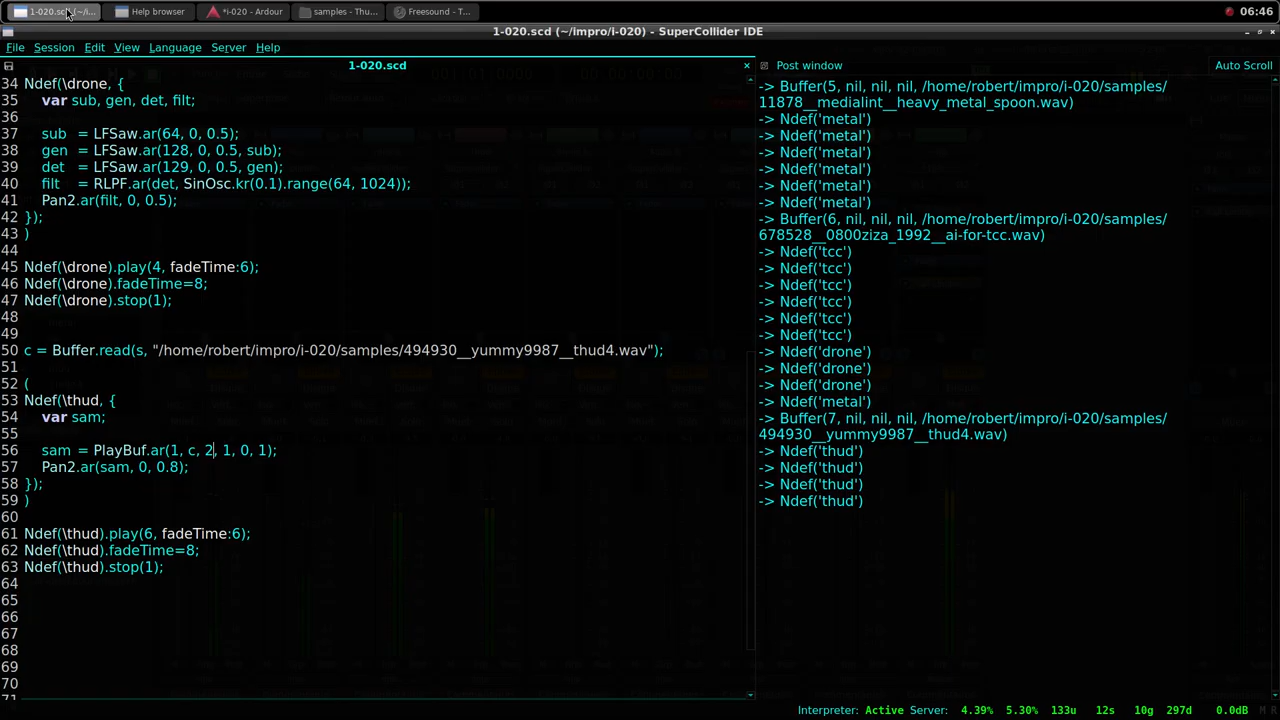 1-020.scd (~/i...
Help browser
*i-020 - Ardour
samples - Thu...
Freesound - T...
06:46
1-020.scd (~/impro/i-020) - SuperCollider IDE
File Session Edit View Language Server Help
1-020.scd
34 Ndef(\drone, {
35 var sub, gen, det, filt;
36
37 sub = LFSaw.ar(64, 0, 0.5);
38 gen = LFSaw.ar(128, 0, 0.5, sub);
39 det = LFSaw.ar(129, 0, 0.5, gen);
40 filt = RLPF.ar(det, SinOsc.kr(0.1).range(64, 1024));
41 Pan2.ar(filt, 0, 0.5);
42 });
43 )
44
45 Ndef(\drone).play(4, fadeTime:6);
46 Ndef(\drone).fadeTime=8;
47 Ndef(\drone).stop(1);
48
49
50 c = Buffer.read(s, "/home/robert/impro/i-020/samples/494930__yummy9987__thud4.wav");
51
52 (
53 Ndef(\thud, {
54 var sam;
55
56 sam = PlayBuf.ar(1, c, 2, 1, 0, 1);
57 Pan2.ar(sam, 0, 0.8);
58 });
59 )
60
61 Ndef(\thud).play(6, fadeTime:6);
62 Ndef(\thud).fadeTime=8;
63 Ndef(\thud).stop(1);
64
65
66
67
68
69
70
71
Post window
Auto Scroll
-> Buffer(5, nil, nil, nil, /home/robert/impro/i-020/samples/
11878__medialint__heavy_metal_spoon.wav)
-> Ndef('metal')
-> Ndef('metal')
-> Ndef('metal')
-> Ndef('metal')
-> Ndef('metal')
-> Ndef('metal')
-> Buffer(6, nil, nil, nil, /home/robert/impro/i-020/samples/
678528__0800ziza_1992__ai-for-tcc.wav)
-> Ndef('tcc')
-> Ndef('tcc')
-> Ndef('tcc')
-> Ndef('tcc')
-> Ndef('tcc')
-> Ndef('tcc')
-> Ndef('drone')
-> Ndef('drone')
-> Ndef('drone')
-> Ndef('metal')
-> Buffer(7, nil, nil, nil, /home/robert/impro/i-020/samples/
494930__yummy9987__thud4.wav)
-> Ndef('thud')
-> Ndef('thud')
-> Ndef('thud')
-> Ndef('thud')
Interpreter: Active Server: 4.39% 5.30% 133u 12s 10g 297d 0.0dB M R